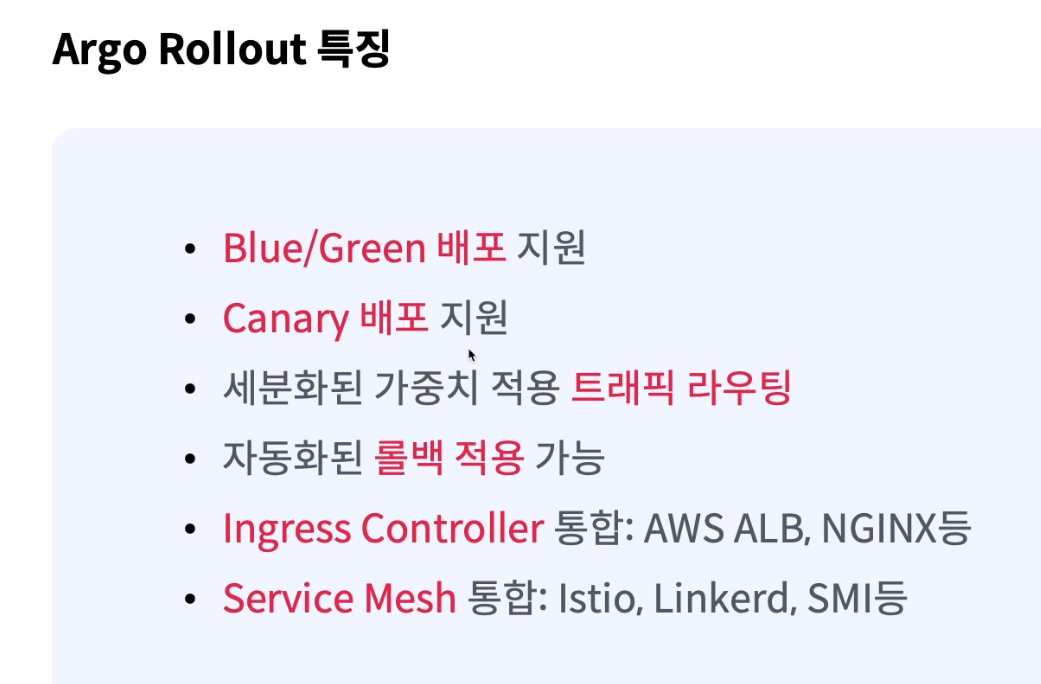 Argo Rollout 특징
• Blue/Green 배포 지원
• Canary 배포 지원
• 세분화된 가중치 적용 트래픽 라우팅
• 자동화된 롤백 적용 가능
• Ingress Controller 통합: AWS ALB, NGINX등
• Service Mesh 통합: Istio, Linkerd, SMI등